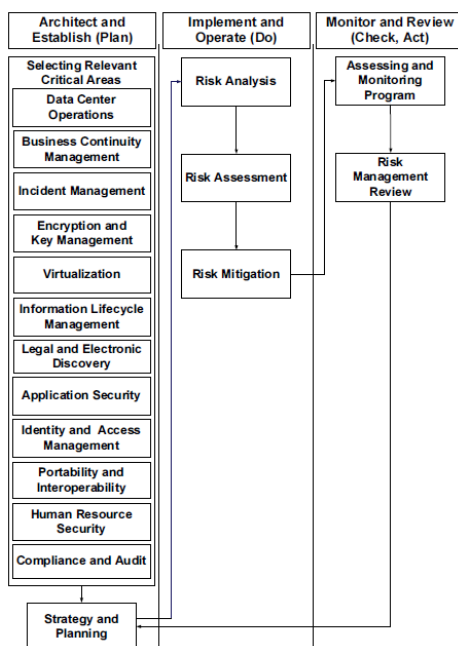 Architect and
Establish (Plan)
Implement and
Operate (Do)
Monitor and Review
(Check, Act)
Selecting Relevant
Critical Areas
Data Center
Operations
Business Continuity
Management
Incident Management
Encryption and
Key Management
Virtualization
Information Lifecycle
Management
Legal and Electronic
Discovery
Application Security
Identity and Access
Management
Portability and
Interoperability
Human Resource
Security
Compliance and Audit
Strategy and
Planning
Risk Analysis
Risk Assessment
Risk Mitigation
Assessing and
Monitoring
Program
Risk
Management
Review